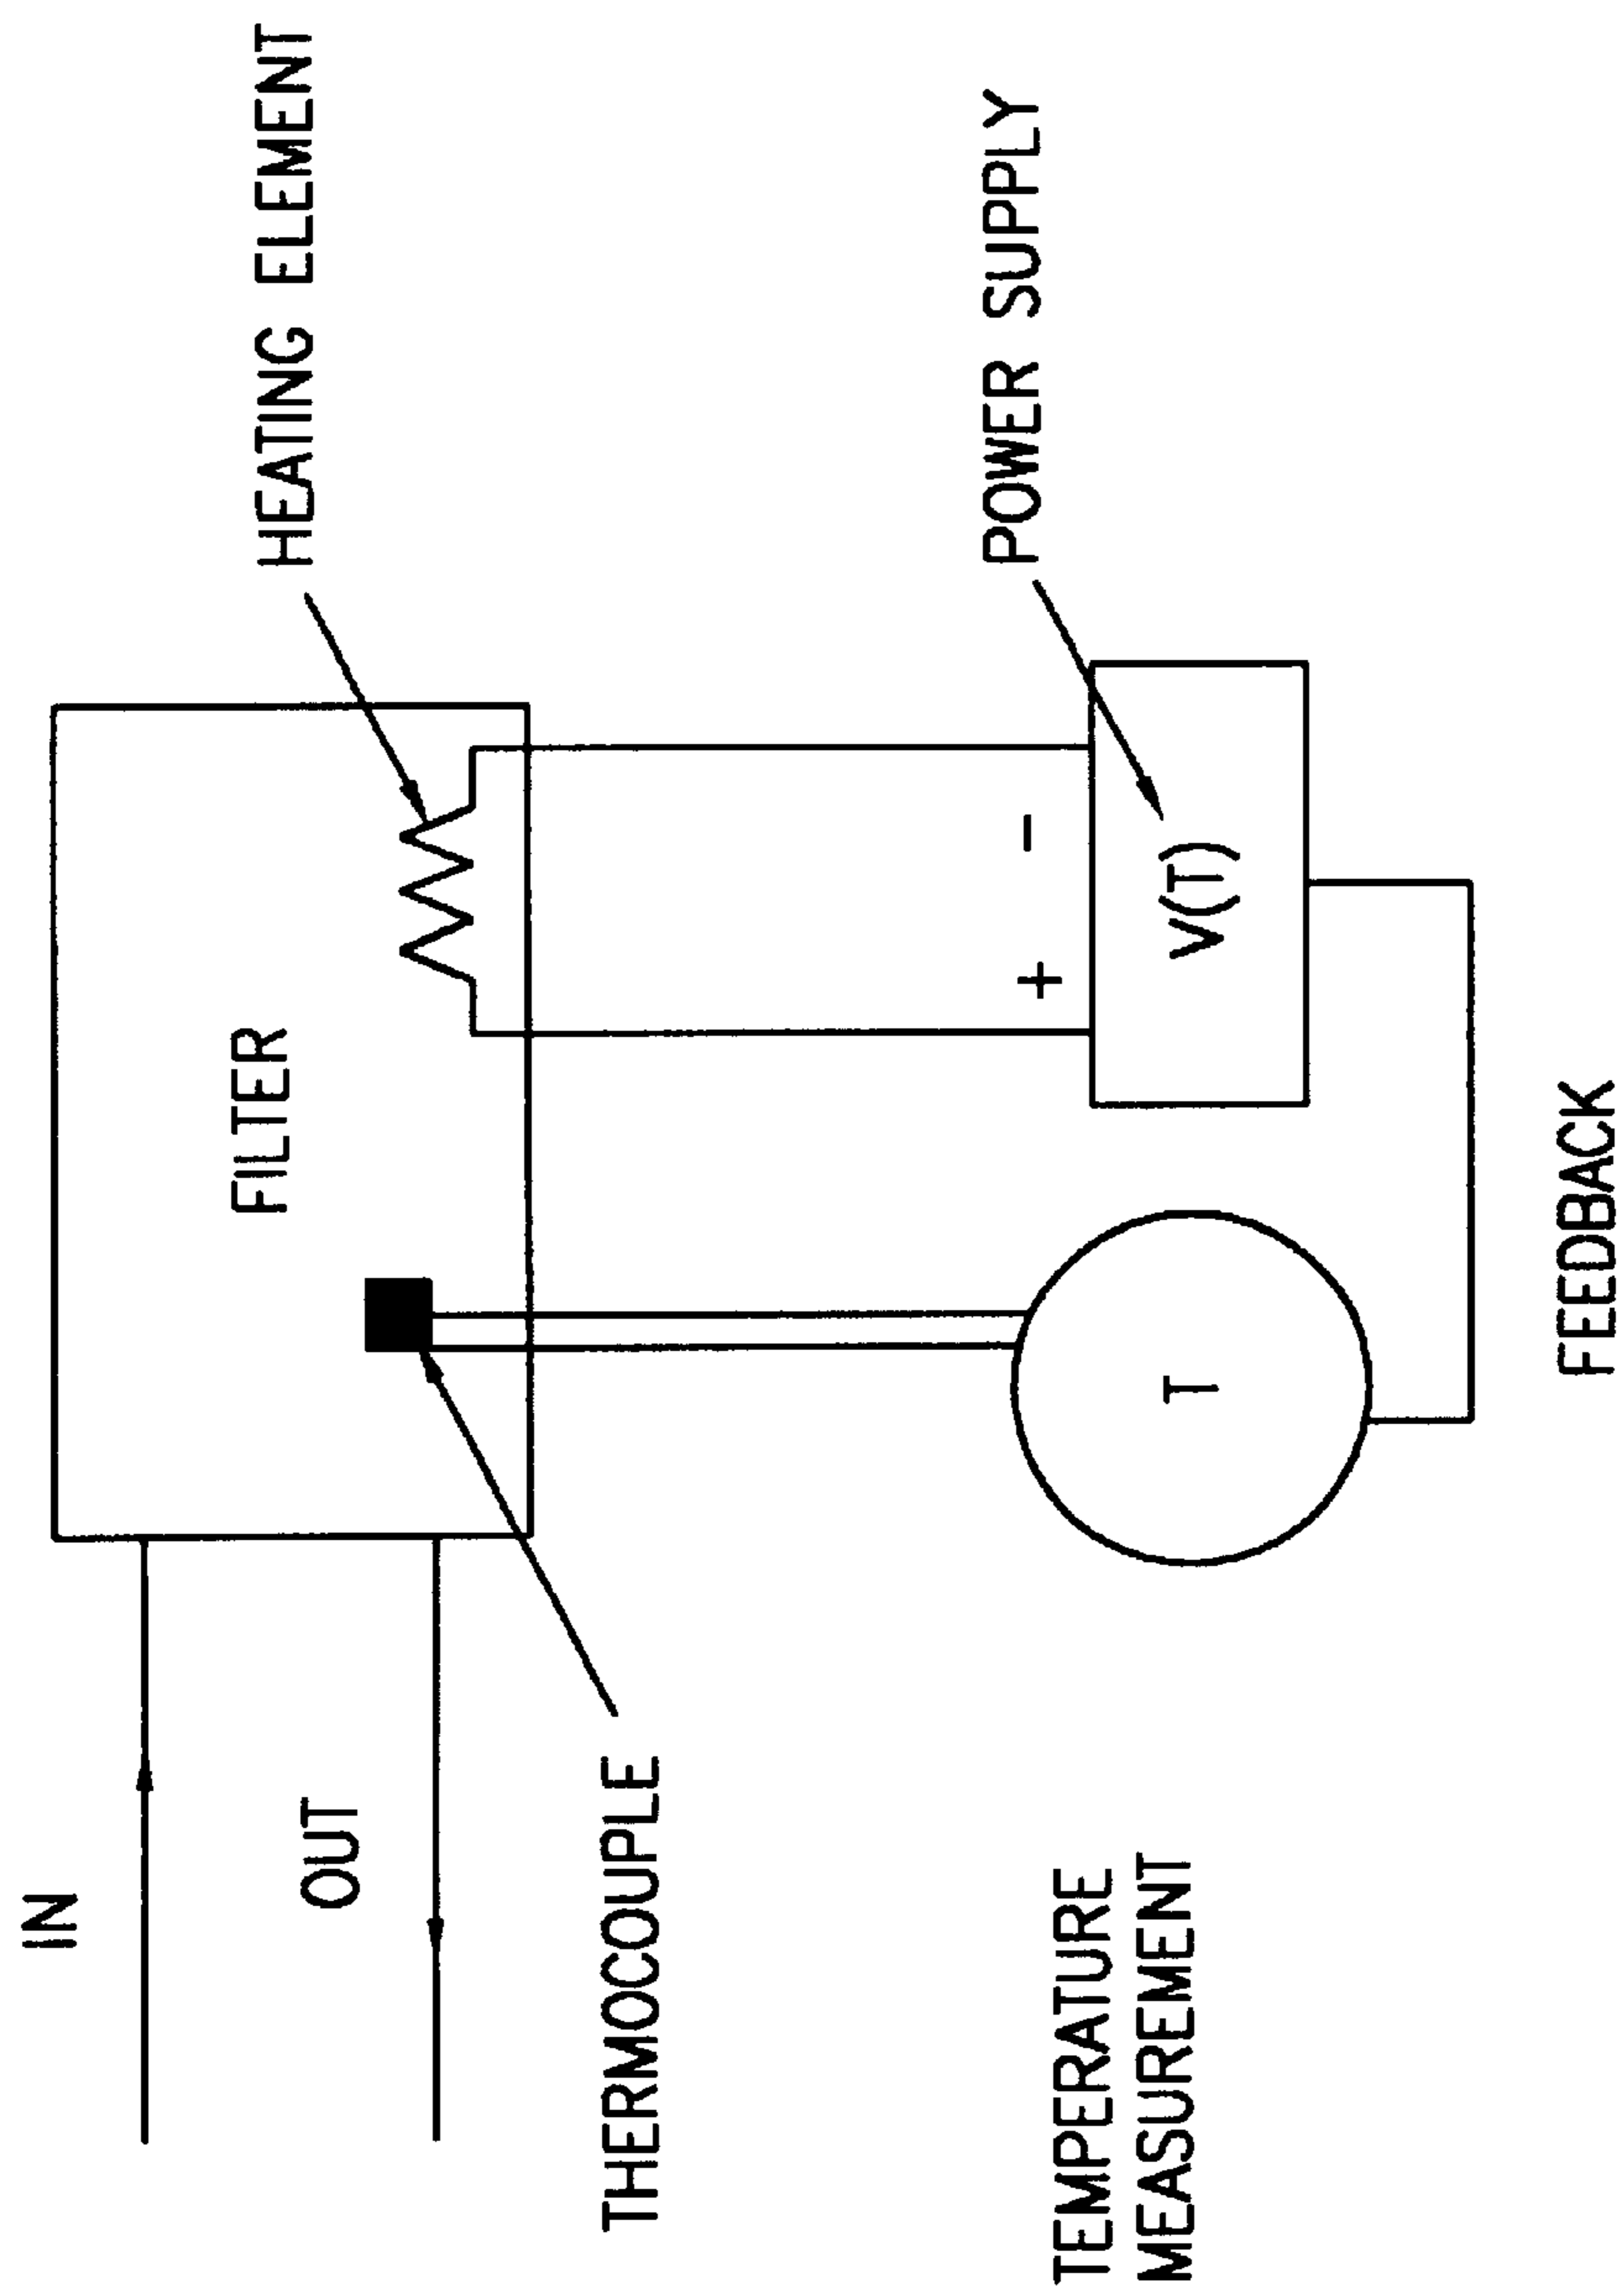 IN
OUT
FILTER
HEATING ELEMENT
THERMOCOUPLE
+ -
POWER SUPPLY
TEMPERATURE
MEASUREMENT
T
V(T)
FEEDBACK